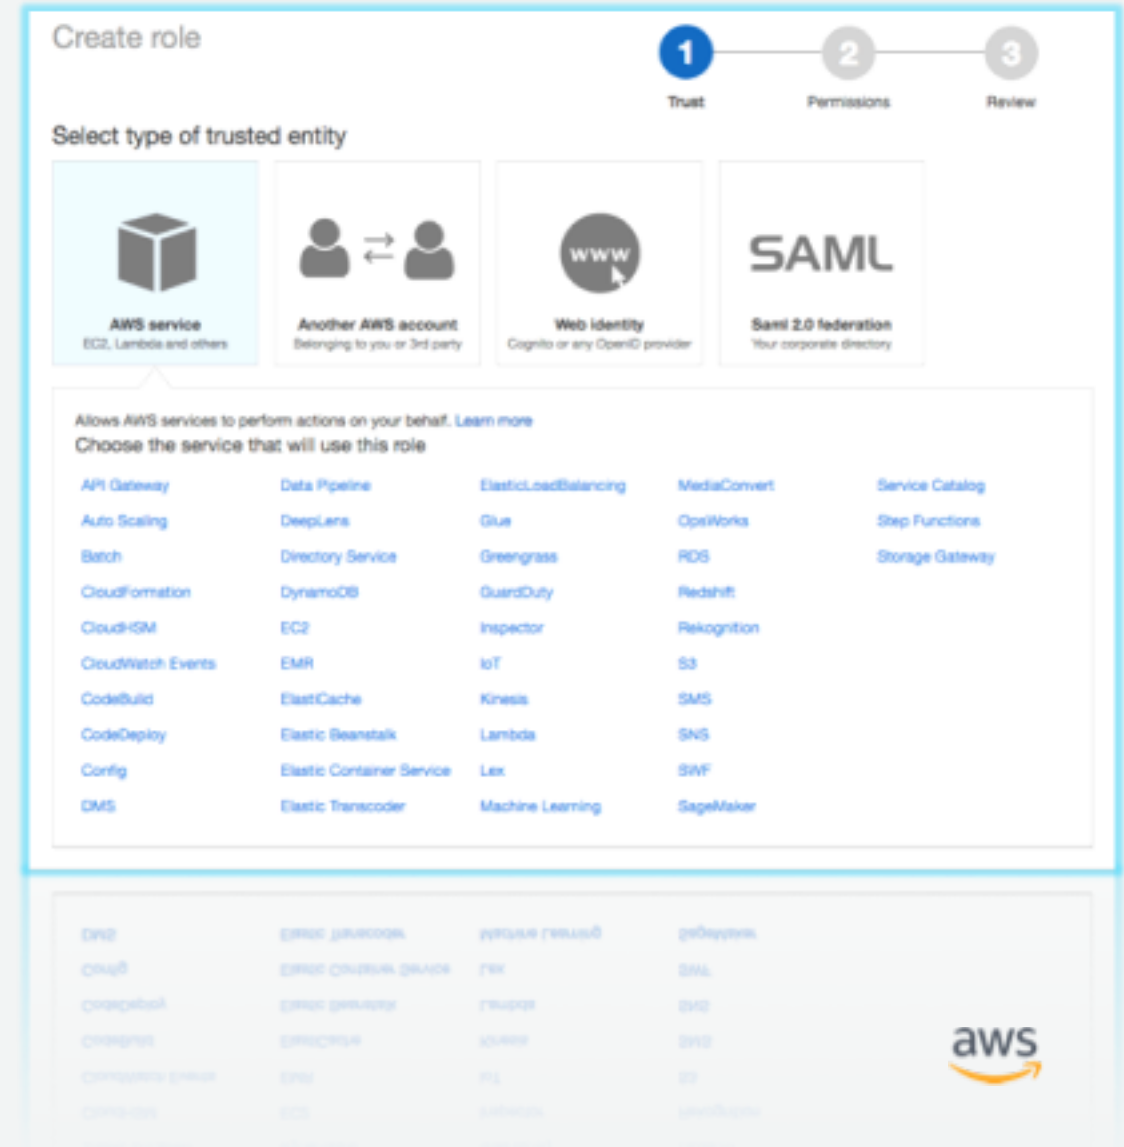 Create role
1 2 3
Trust Permissions Review
Select type of trusted entity
www SAML
AWS service Another AWS account Web identity Saml 2.0 federation
EC2, Lambda and others Belonging to you or 3rd party Cognito or any OpenID provider Your corporate directory
Allows AWS services to perform actions on your behalf. Learn more
Choose the service that will use this role
API Gateway Data Pipeline ElasticLoadBalancing MediaConvert Service Catalog
Auto Scaling DeepLens Glue OpsWorks Step Functions
Batch Directory Service Greengrass RDS Storage Gateway
CloudFormation DynamoDB GuardDuty Redshift
CloudHSM EC2 Inspector Rekognition
CloudWatch Events EMR IoT S3
CodeBuild ElastiCache Kinesis SMS
CodeDeploy Elastic Beanstalk Lambda SNS
Config Elastic Container Service Lex SWF
DMS Elastic Transcoder Machine Learning SageMaker
aws